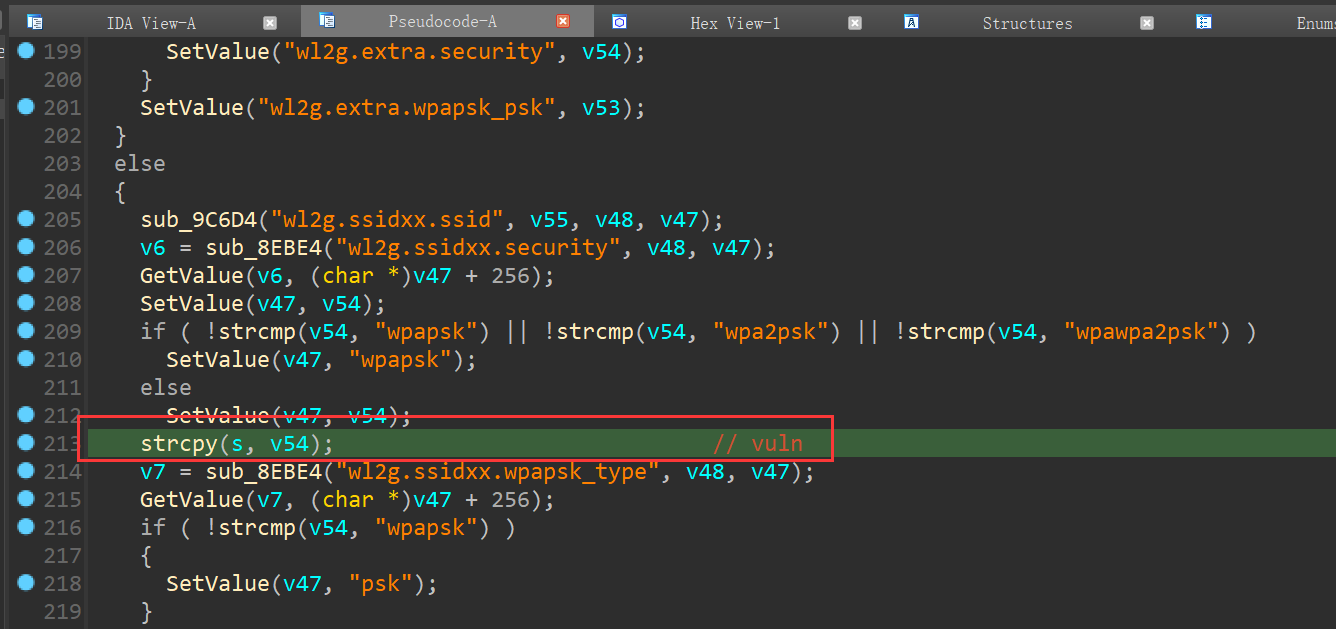 IDA View-A Pseudocode-A Hex View-1 Structures Enums
199 SetValue("wl2g.extra.security", v54);
200 }
201 SetValue("wl2g.extra.wpapsk_psk", v53);
202 }
203 else
204 {
205 sub_9C6D4("wl2g.ssidxx.ssid", v55, v48, v47);
206 v6 = sub_8EBE4("wl2g.ssidxx.security", v48, v47);
207 GetValue(v6, (char *)v47 + 256);
208 SetValue(v47, v54);
209 if ( !strcmp(v54, "wpapsk") || !strcmp(v54, "wpa2psk") || !strcmp(v54, "wpawpa2psk") )
210 SetValue(v47, "wpapsk");
211 else
212 SetValue(v47, v54);
213 strcpy(s, v54); // vuln
214 v7 = sub_8EBE4("wl2g.ssidxx.wpapsk_type", v48, v47);
215 GetValue(v7, (char *)v47 + 256);
216 if ( !strcmp(v54, "wpapsk") )
217 {
218 SetValue(v47, "psk");
219 }